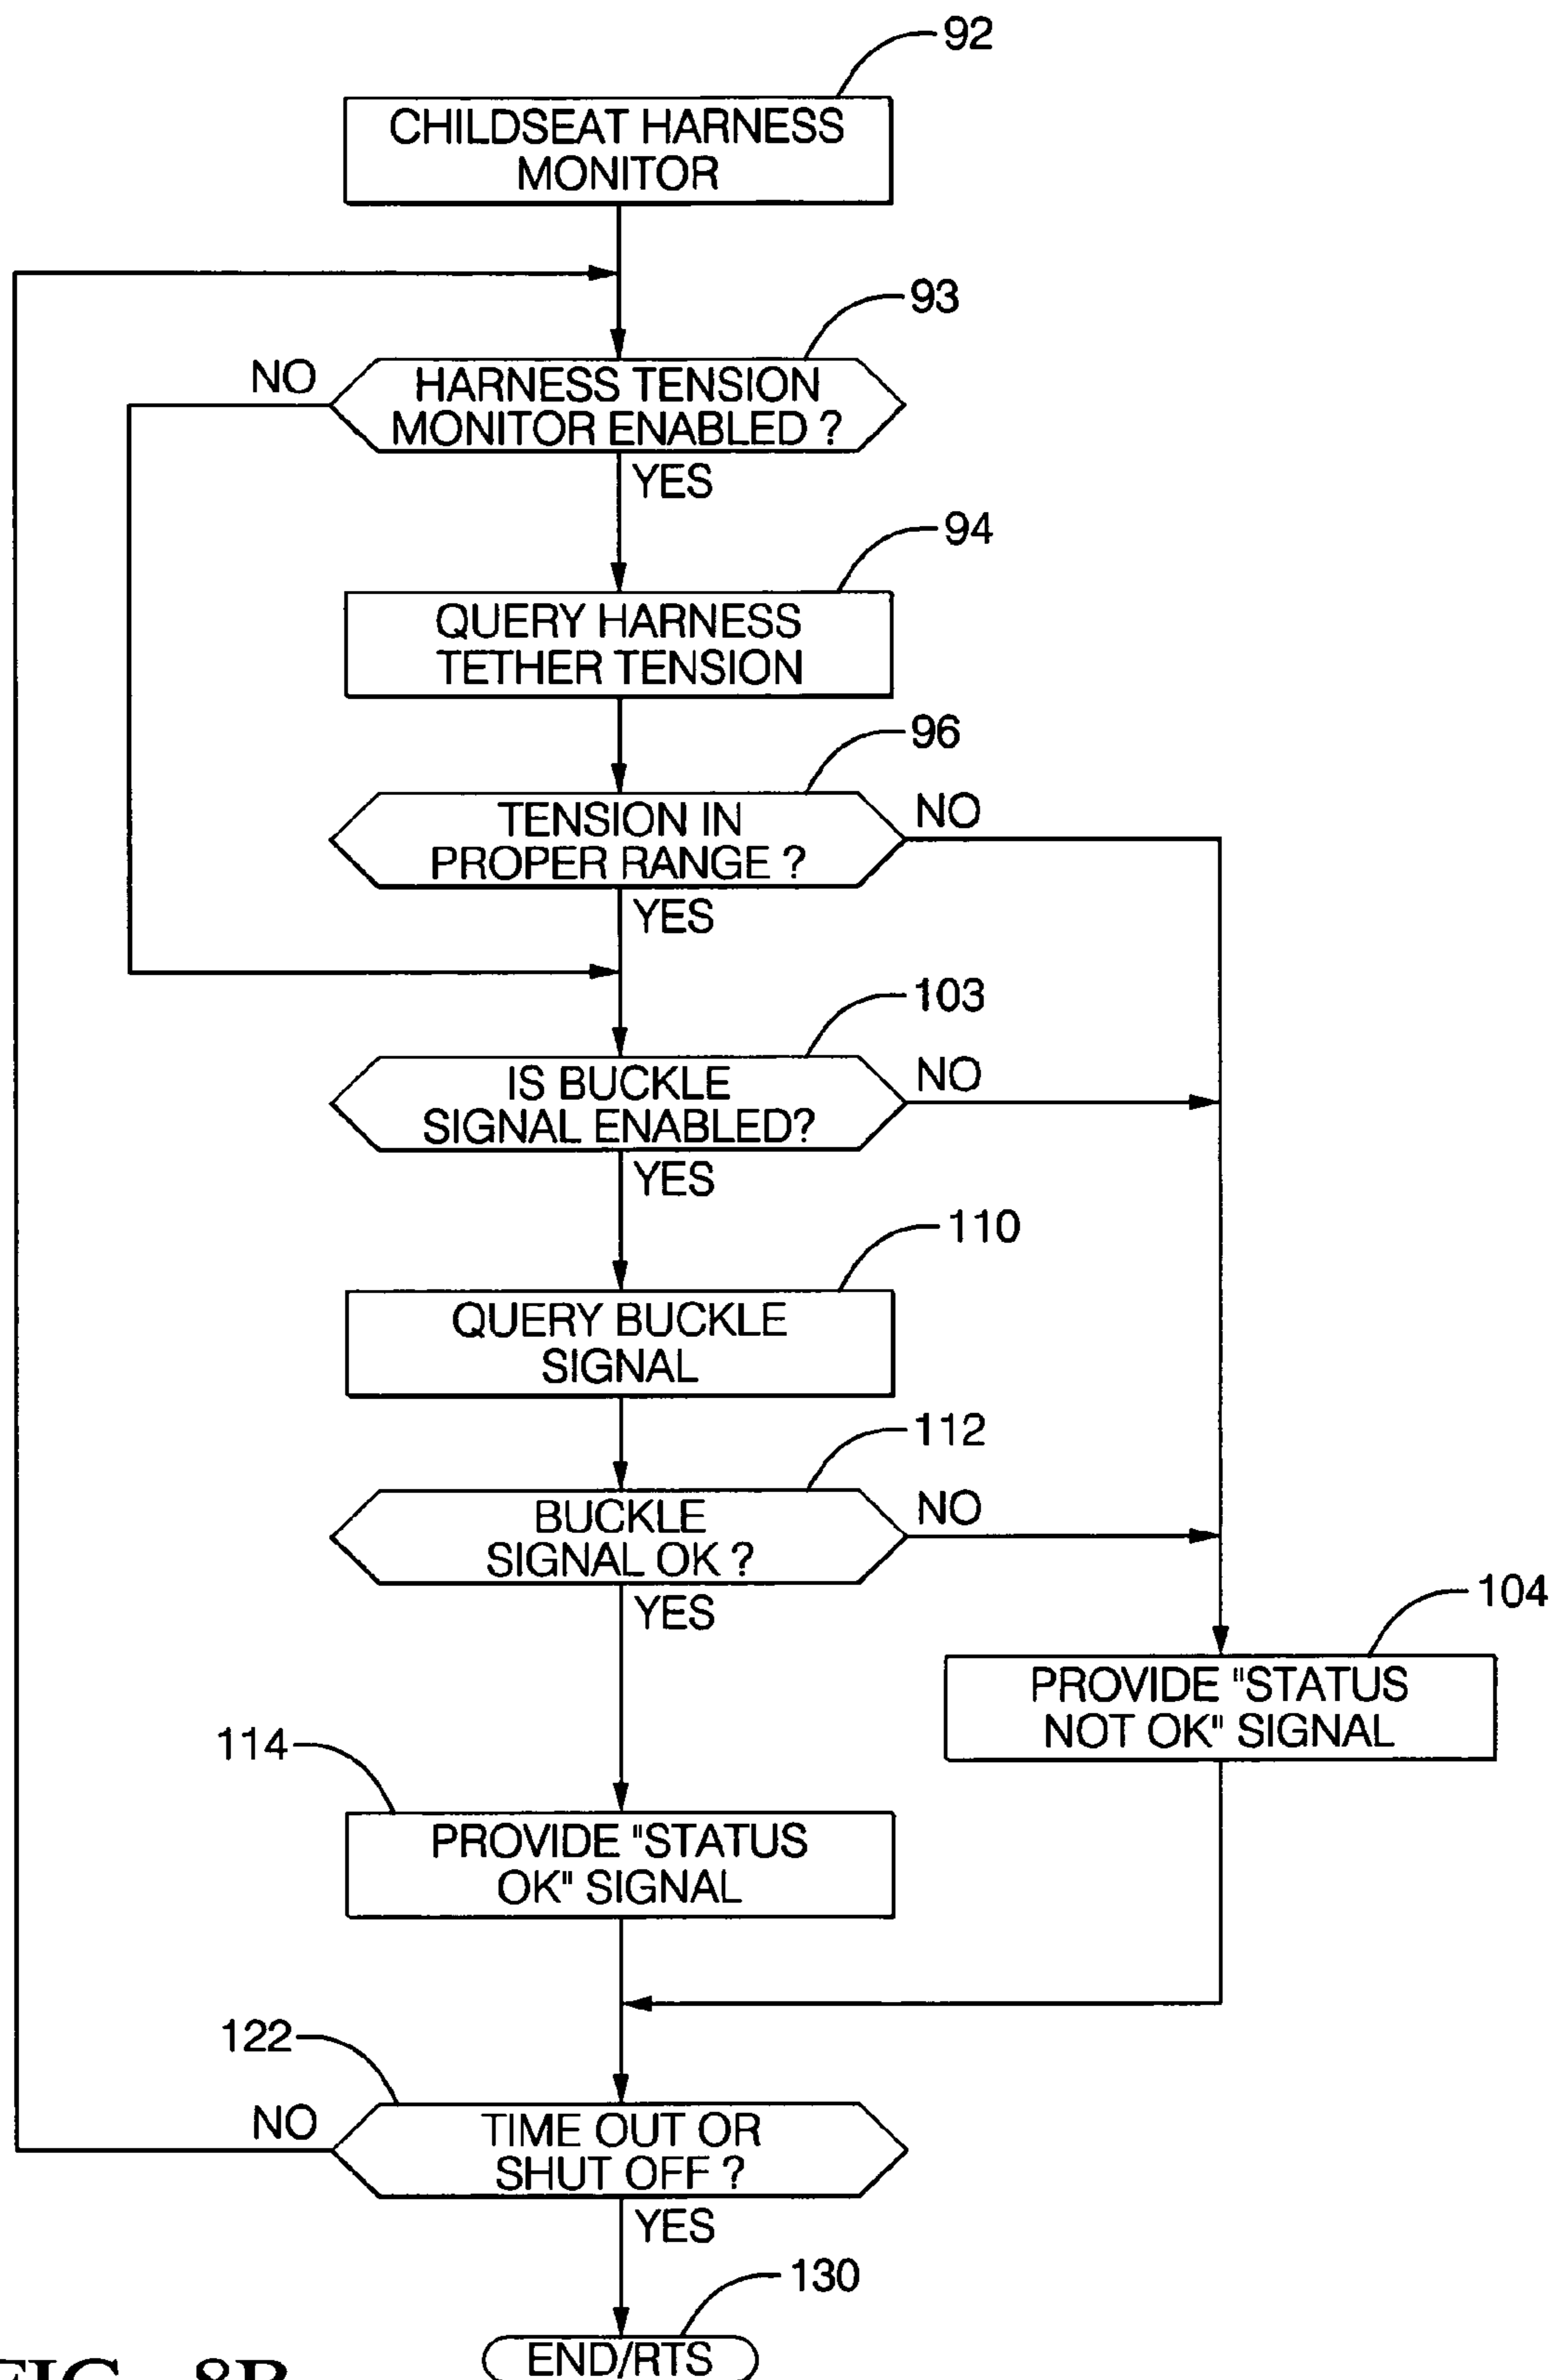 92
CHILDSEAT HARNESS
MONITOR
93
NO
HARNESS TENSION
MONITOR ENABLED ?
YES
94
QUERY HARNESS
TETHER TENSION
96
TENSION IN
PROPER RANGE ?
NO
YES
103
IS BUCKLE
SIGNAL ENABLED?
NO
YES
110
QUERY BUCKLE
SIGNAL
112
BUCKLE
SIGNAL OK ?
NO
YES
104
PROVIDE "STATUS
NOT OK" SIGNAL
114
PROVIDE "STATUS
OK" SIGNAL
122
NO
TIME OUT OR
SHUT OFF ?
YES
130
END/RTS
FIG. 8B